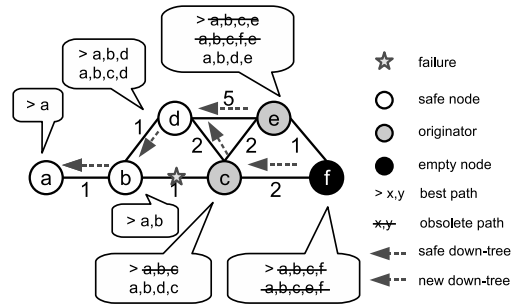 > a,b,c,e
a,b,c,f,e
a,b,d,e
> a,b,d
a,b,c,d
> a
failure
safe node
originator
empty node
> x,y best path
x,y obsolete path
safe down-tree
new down-tree
d
5
e
1
2
2
1
a
1
b
1
c
2
f
> a,b
> a,b,c
a,b,d,c
> a,b,c,f
a,b,c,e,f